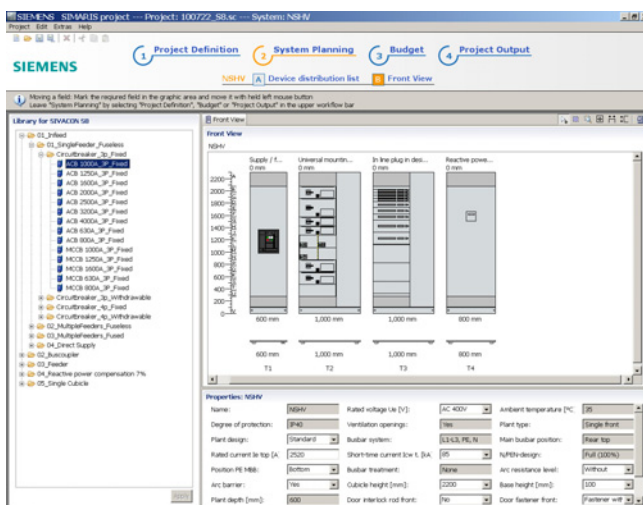 SIEMENS SIMARIS project --- Project: 100722_S8.sc --- System: NSHV
Project Edit Extras Help
SIEMENS
1 Project Definition 2 System Planning 3 Budget 4 Project Output
NSHV A Device distribution list B Front View
Moving a field: Mark the required field in the graphic area and move it with held left mouse button
Leave "System Planning" by selecting "Project Definition", "Budget" or "Project Output" in the upper workflow bar
Library for SIVACON S8
01_Infeed
01_SingleFeeder_Fuseless
Circuitbreaker_3p_Fixed
ACB 1000A_3P_Fixed
ACB 1250A_3P_Fixed
ACB 1600A_3P_Fixed
ACB 2000A_3P_Fixed
ACB 2500A_3P_Fixed
ACB 3200A_3P_Fixed
ACB 4000A_3P_Fixed
ACB 630A_3P_Fixed
ACB 800A_3P_Fixed
MCCB 1000A_3P_Fixed
MCCB 1250A_3P_Fixed
MCCB 1600A_3P_Fixed
MCCB 630A_3P_Fixed
MCCB 800A_3P_Fixed
Circuitbreaker_3p_Withdrawable
Circuitbreaker_4p_Fixed
Circuitbreaker_4p_Withdrawable
02_MultipleFeeders_Fuseless
03_MultipleFeeders_Fused
04_Direct Supply
02_Buscoupler
03_Feeder
04_Reactive power compensation 7%
05_Single Cubicle
Apply
Front View
Front View
NSHV
Supply / f... Universal mountin... In line plug in desi... Reactive powe...
0 mm 0 mm 0 mm 0 mm
2200
2000
1800
1600
1400
1200
1000
800
600
400
200
0
600 mm 1,000 mm 1,000 mm 800 mm
600 mm 1,000 mm 1,000 mm 800 mm
T1 T2 T3 T4
Properties: NSHV
Name: NSHV Rated voltage Ue [V]: AC 400V Ambient temperature [°C 35
Degree of protection: IP40 Ventilation openings: Yes Plant type: Single front
Plant design: Standard Busbar system: L1-L3, PE, N Main busbar position: Rear top
Rated current Ie top [A 2520 Short-time current Icw t. [kA 85 N/PEN-design: Full (100%)
Position PE MBB: Bottom Busbar treatment: None Arc resistance level: Without
Arc barrier: Yes Cubicle height [mm]: 2200 Base height [mm]: 100
Plant depth [mm]: 600 Door interlock rod front: No Door fastener front: Fastener wit